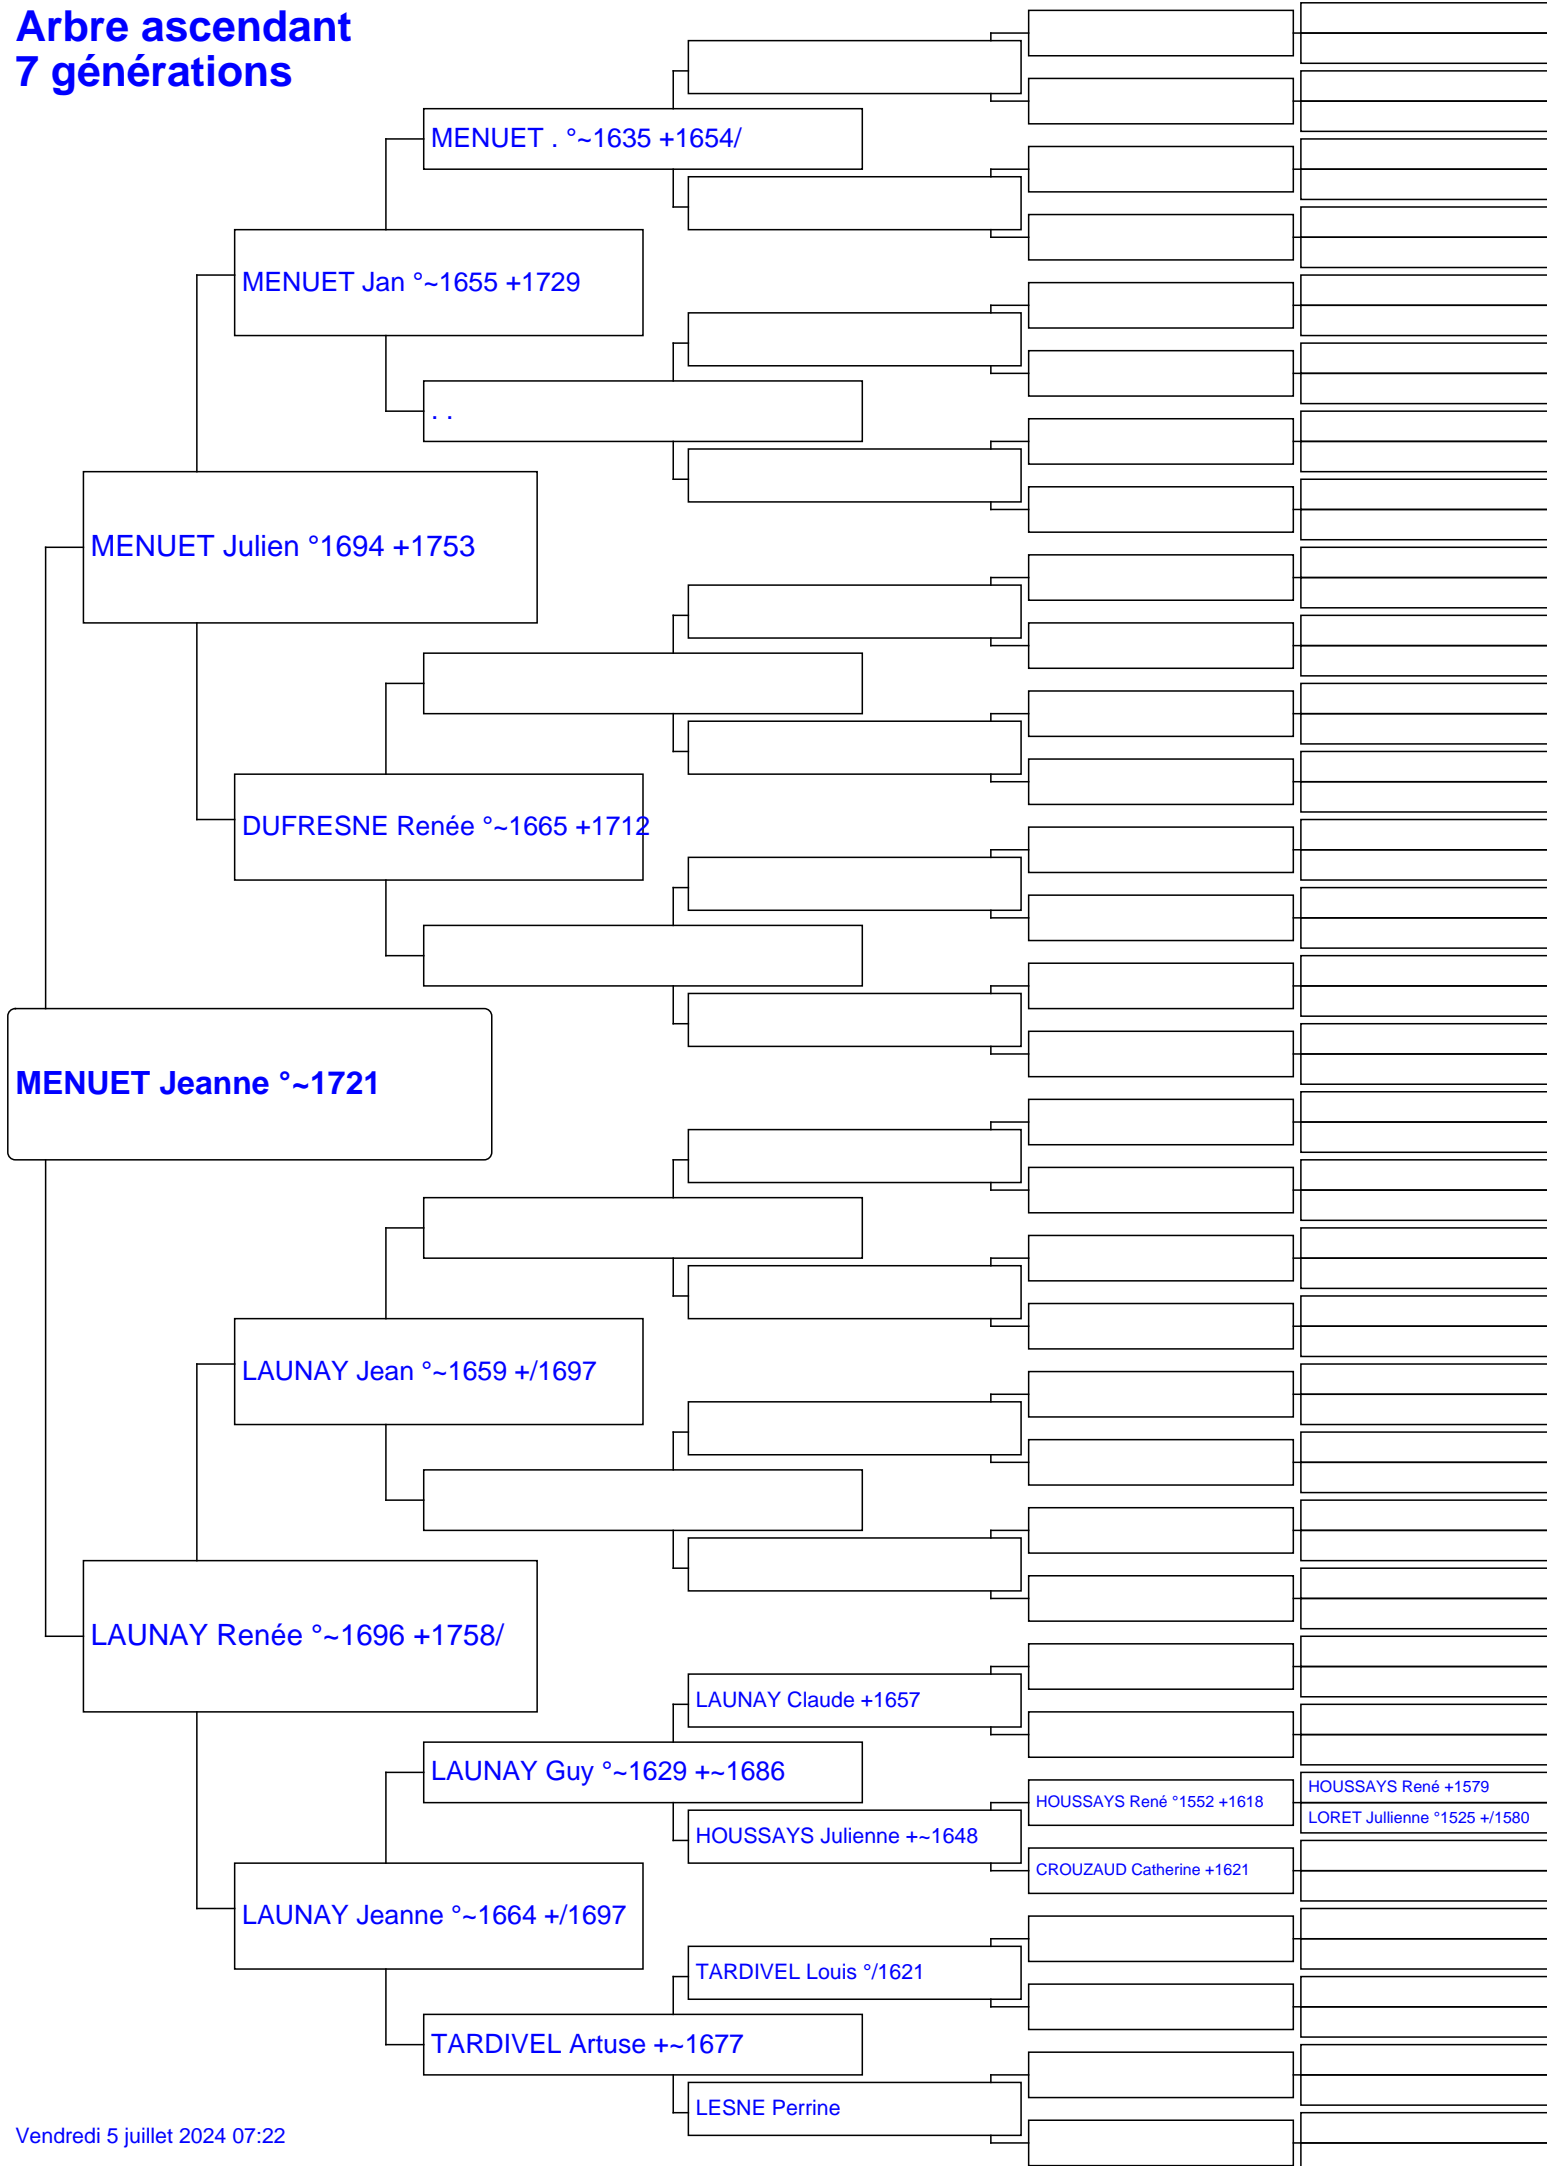 Arbre ascendant
7 générations
MENUET . °~1635 +1654/
MENUET Jan °~1655 +1729
. .
MENUET Julien °1694 +1753
DUFRESNE Renée °~1665 +1712
MENUET Jeanne °~1721
LAUNAY Jean °~1659 +/1697
LAUNAY Renée °~1696 +1758/
LAUNAY Claude +1657
LAUNAY Guy °~1629 +~1686
HOUSSAYS René +1579
HOUSSAYS René °1552 +1618
LORET Jullienne °1525 +/1580
HOUSSAYS Julienne +~1648
CROUZAUD Catherine +1621
LAUNAY Jeanne °~1664 +/1697
TARDIVEL Louis °/1621
TARDIVEL Artuse +~1677
LESNE Perrine
Vendredi 5 juillet 2024 07:22